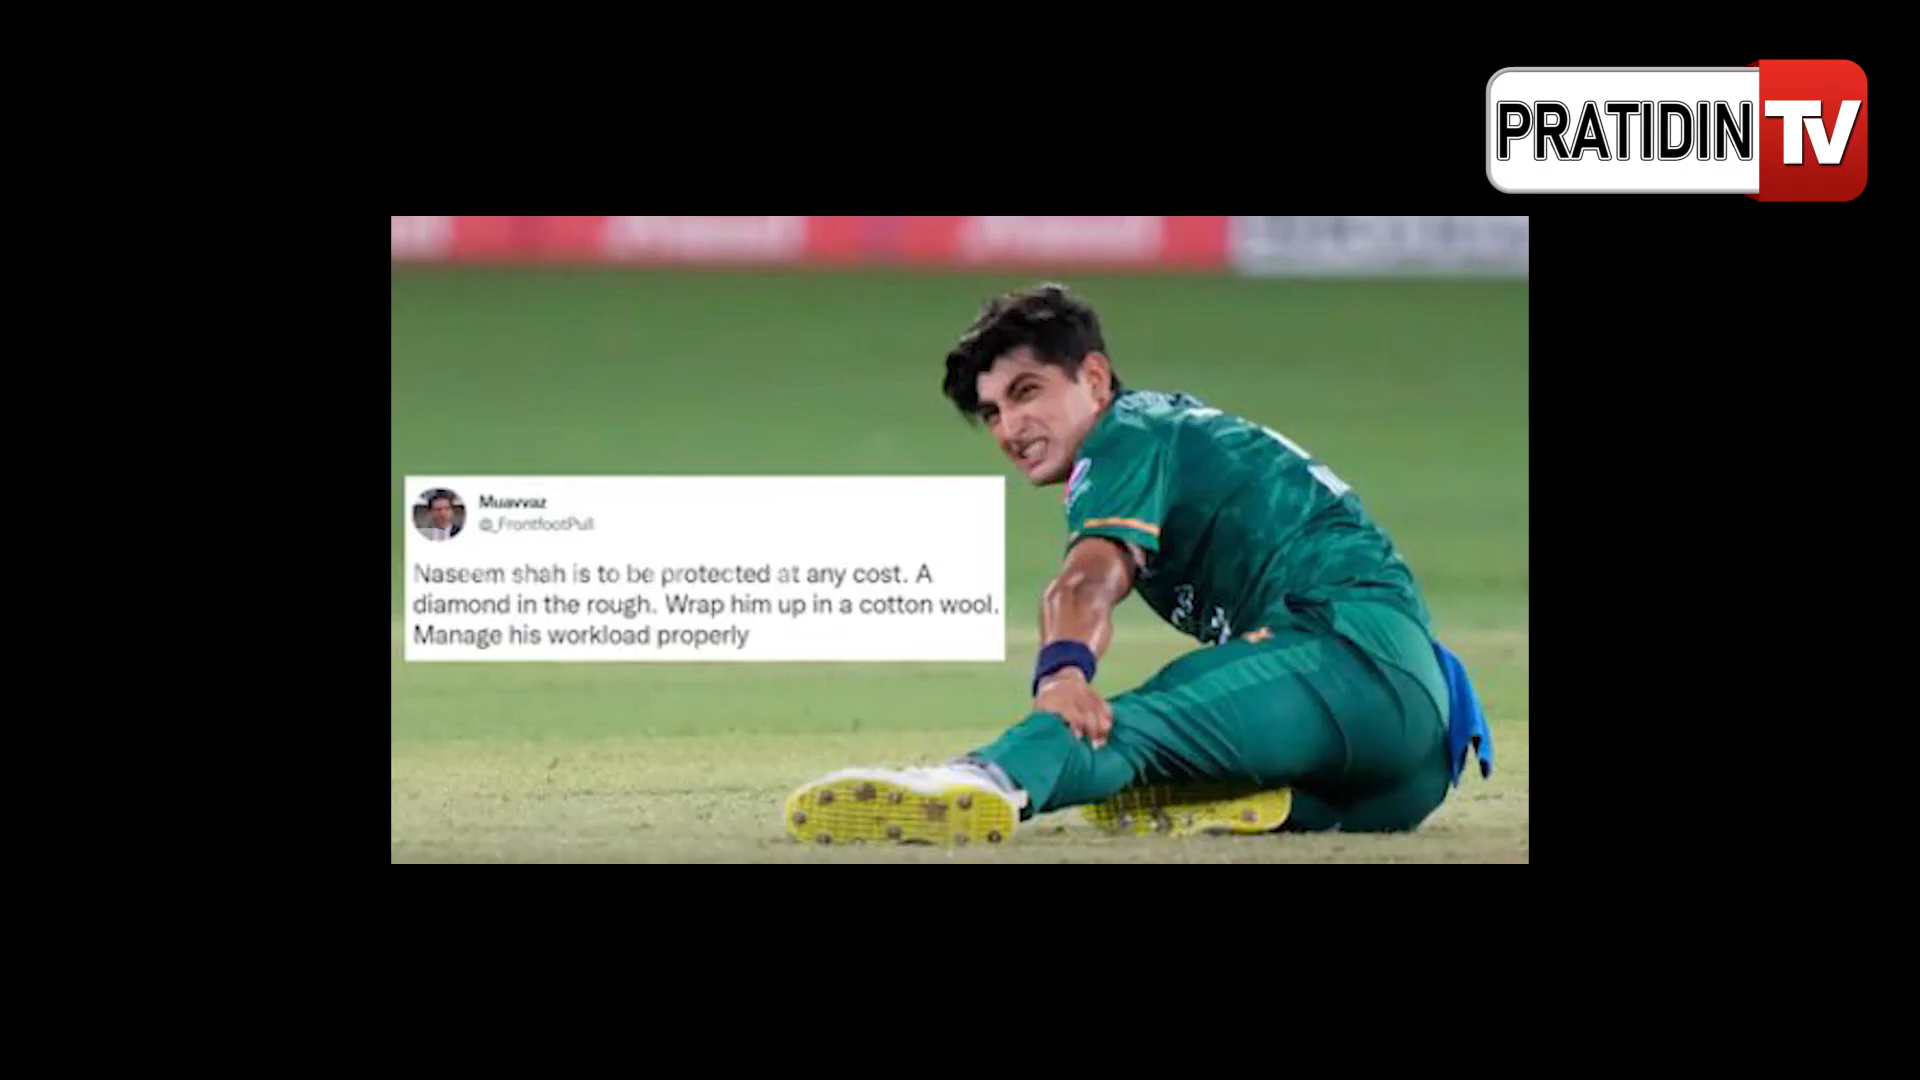 PRATIDIN TV
Muavvaz
@_FrontfootPull
Naseem shah is to be protected at any cost. A
diamond in the rough. Wrap him up in a cotton wool.
Manage his workload properly